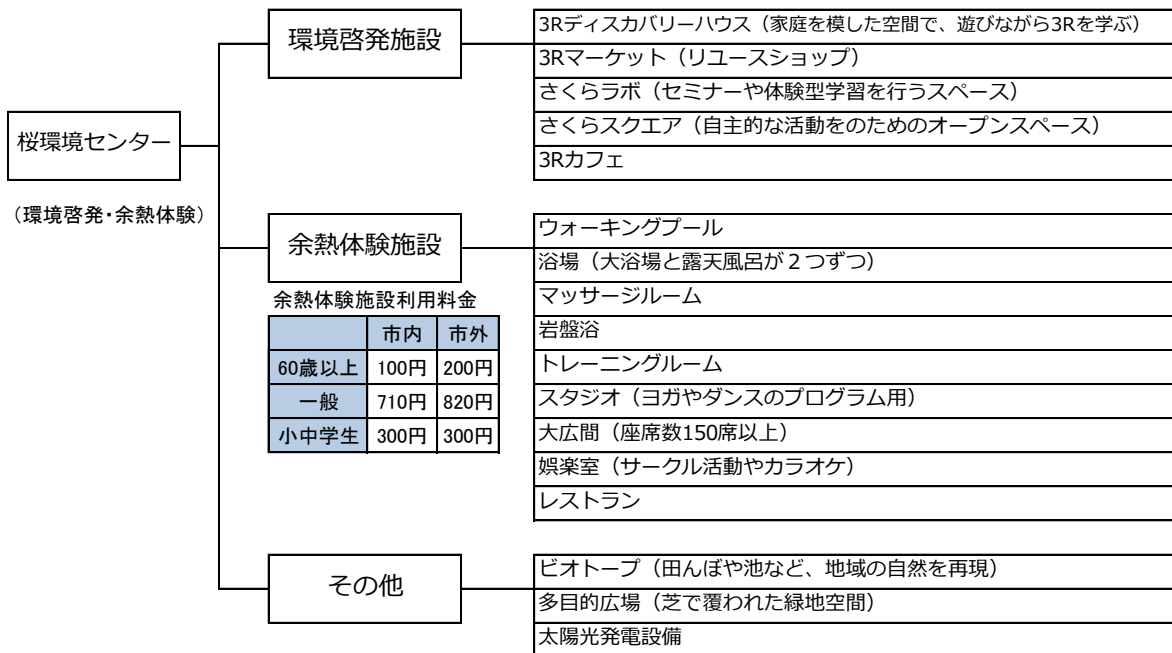 桜環境センター
（環境啓発・余熱体験）
環境啓発施設
3Rディスカバリーハウス（家庭を模した空間で、遊びながら3Rを学ぶ）
3Rマーケット（リユースショップ）
さくらラボ（セミナーや体験型学習を行うスペース）
さくらスクエア（自主的な活動をのためのオープンスペース）
3Rカフェ
余熱体験施設
ウォーキングプール
浴場（大浴場と露天風呂が２つずつ）
マッサージルーム
岩盤浴
トレーニングルーム
スタジオ（ヨガやダンスのプログラム用）
大広間（座席数150席以上）
娯楽室（サークル活動やカラオケ）
レストラン
余熱体験施設利用料金
市内 市外
60歳以上 100円 200円
一般 710円 820円
小中学生 300円 300円
その他
ビオトープ（田んぼや池など、地域の自然を再現）
多目的広場（芝で覆われた緑地空間）
太陽光発電設備